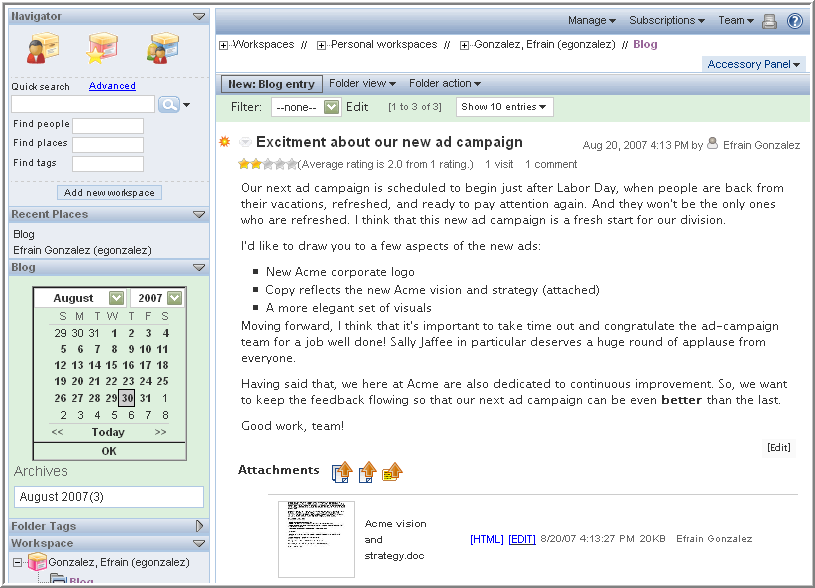 Navigator
Quick search Advanced
Find people
Find places
Find tags
Add new workspace
Recent Places
Blog
Efrain Gonzalez (egonzalez)
Blog
August 2007
S M T W T F S
29 30 31 1 2 3 4
5 6 7 8 9 10 11
12 13 14 15 16 17 18
19 20 21 22 23 24 25
26 27 28 29 30 31 1
2 3 4 5 6 7 8
<< Today >>
OK
Archives
August 2007(3)
Folder Tags
Workspace
Gonzalez, Efrain (egonzalez)
Blog
Manage Subscriptions Team ?
Workspaces // Personal workspaces // Gonzalez, Efrain (egonzalez) // Blog
Accessory Panel
New: Blog entry Folder view Folder action
Filter: --none-- Edit [1 to 3 of 3] Show 10 entries
Excitment about our new ad campaign Aug 20, 2007 4:13 PM by Efrain Gonzalez
(Average rating is 2.0 from 1 rating.) 1 visit 1 comment
Our next ad campaign is scheduled to begin just after Labor Day, when people are back from
their vacations, refreshed, and ready to pay attention again. And they won't be the only ones
who are refreshed. I think that this new ad campaign is a fresh start for our division.
I'd like to draw you to a few aspects of the new ads:
New Acme corporate logo
Copy reflects the new Acme vision and strategy (attached)
A more elegant set of visuals
Moving forward, I think that it's important to take time out and congratulate the ad-campaign
team for a job well done! Sally Jaffee in particular deserves a huge round of applause from
everyone.
Having said that, we here at Acme are also dedicated to continuous improvement. So, we want
to keep the feedback flowing so that our next ad campaign can be even better than the last.
Good work, team!
[Edit]
Attachments
Acme vision
and
strategy.doc
[HTML] [EDIT] 8/20/07 4:13:27 PM 20KB Efrain Gonzalez